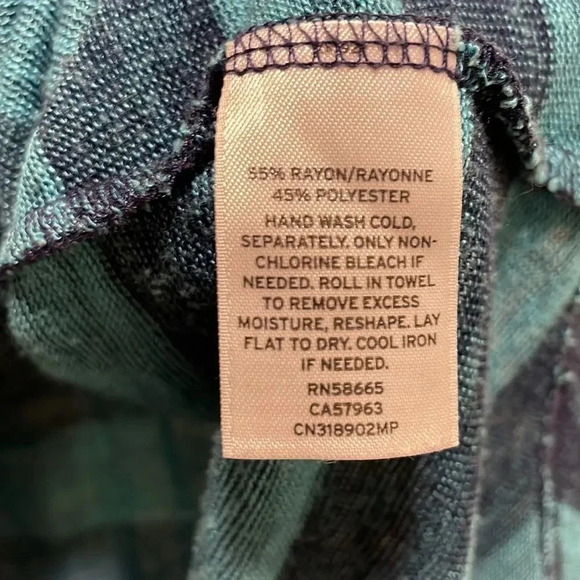 55% RAYON/RAYONNE
45% POLYESTER
HAND WASH COLD,
SEPARATELY. ONLY NON-
CHLORINE BLEACH IF
NEEDED. ROLL IN TOWEL
TO REMOVE EXCESS
MOISTURE, RESHAPE. LAY
FLAT TO DRY. COOL IRON
IF NEEDED.
RN58665
CA57963
CN318902MP